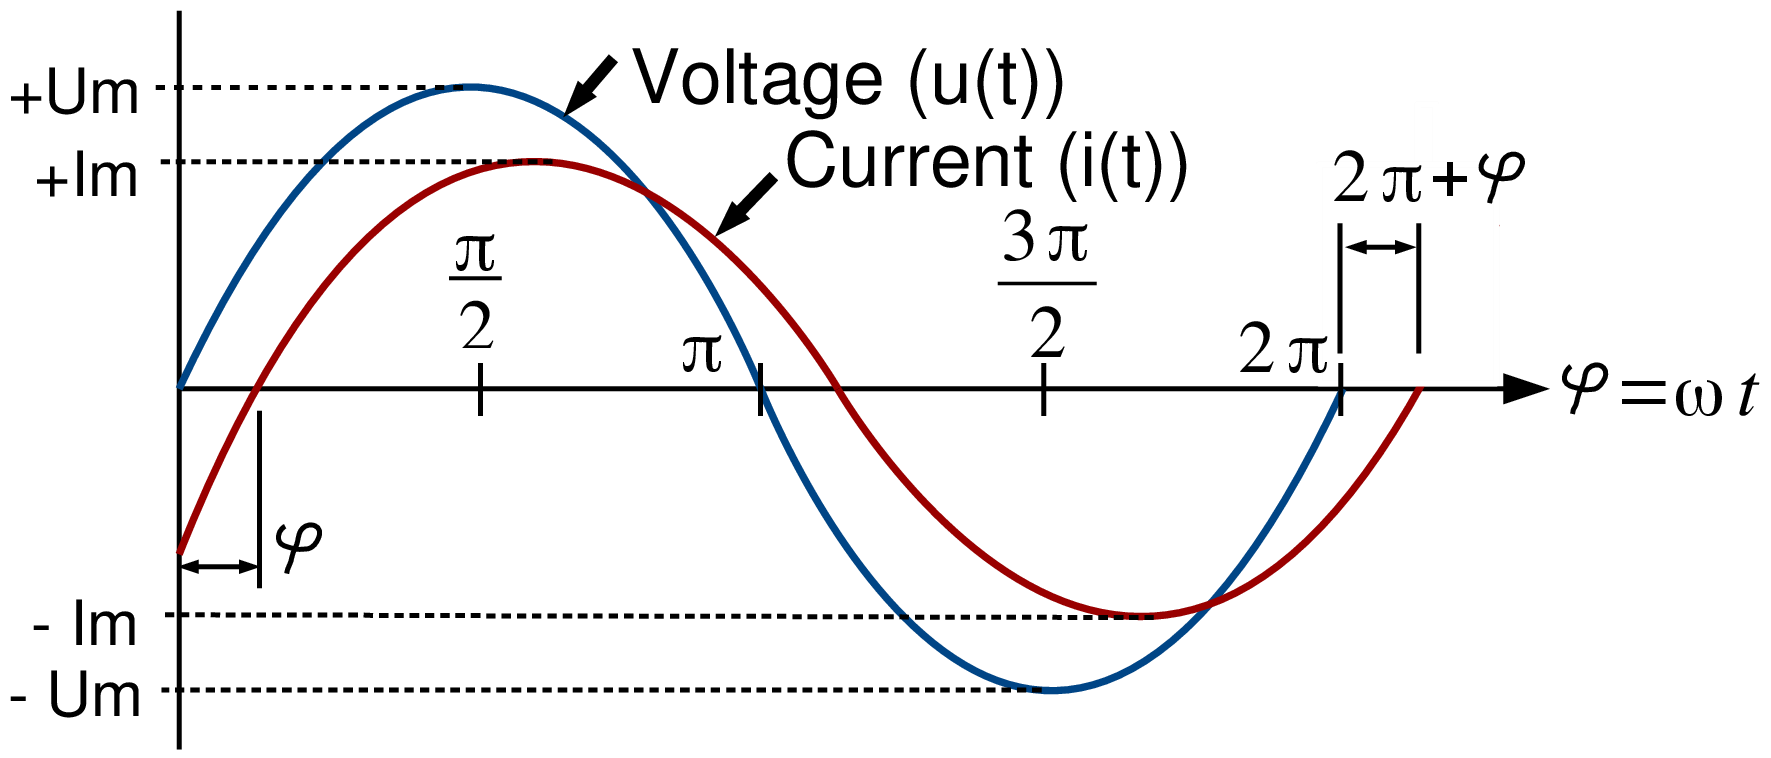 +Um
Voltage (u(t))
+Im
Current (i(t))
2π+φ
π/2
3π/2
π
2π
φ=ωt
φ
- Im
- Um